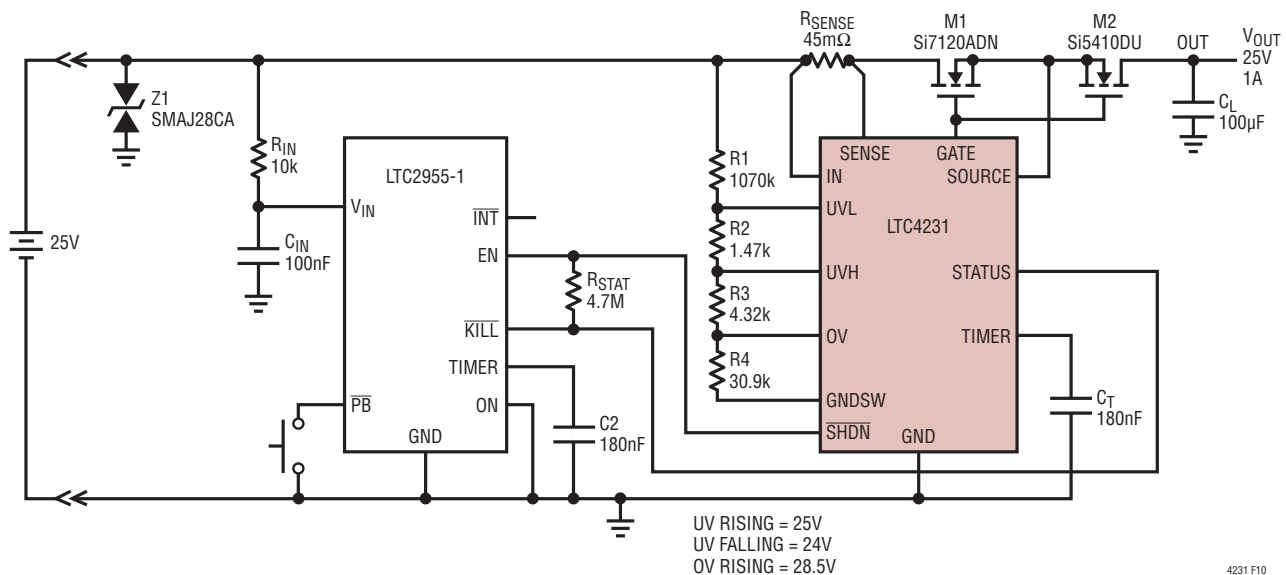 RSENSE
45mΩ
M1
Si7120ADN
M2
Si5410DU
OUT
VOUT
25V
1A
Z1
SMAJ28CA
RIN
10k
CL
100µF
LTC2955-1
VIN
INT
EN
KILL
TIMER
ON
PB
GND
CIN
100nF
25V
RSTAT
4.7M
C2
180nF
R1
1070k
R2
1.47k
R3
4.32k
R4
30.9k
SENSE
GATE
IN
SOURCE
UVL
LTC4231
UVH
STATUS
OV
TIMER
GNDSW
SHDN
GND
CT
180nF
UV RISING = 25V
UV FALLING = 24V
OV RISING = 28.5V
4231 F10